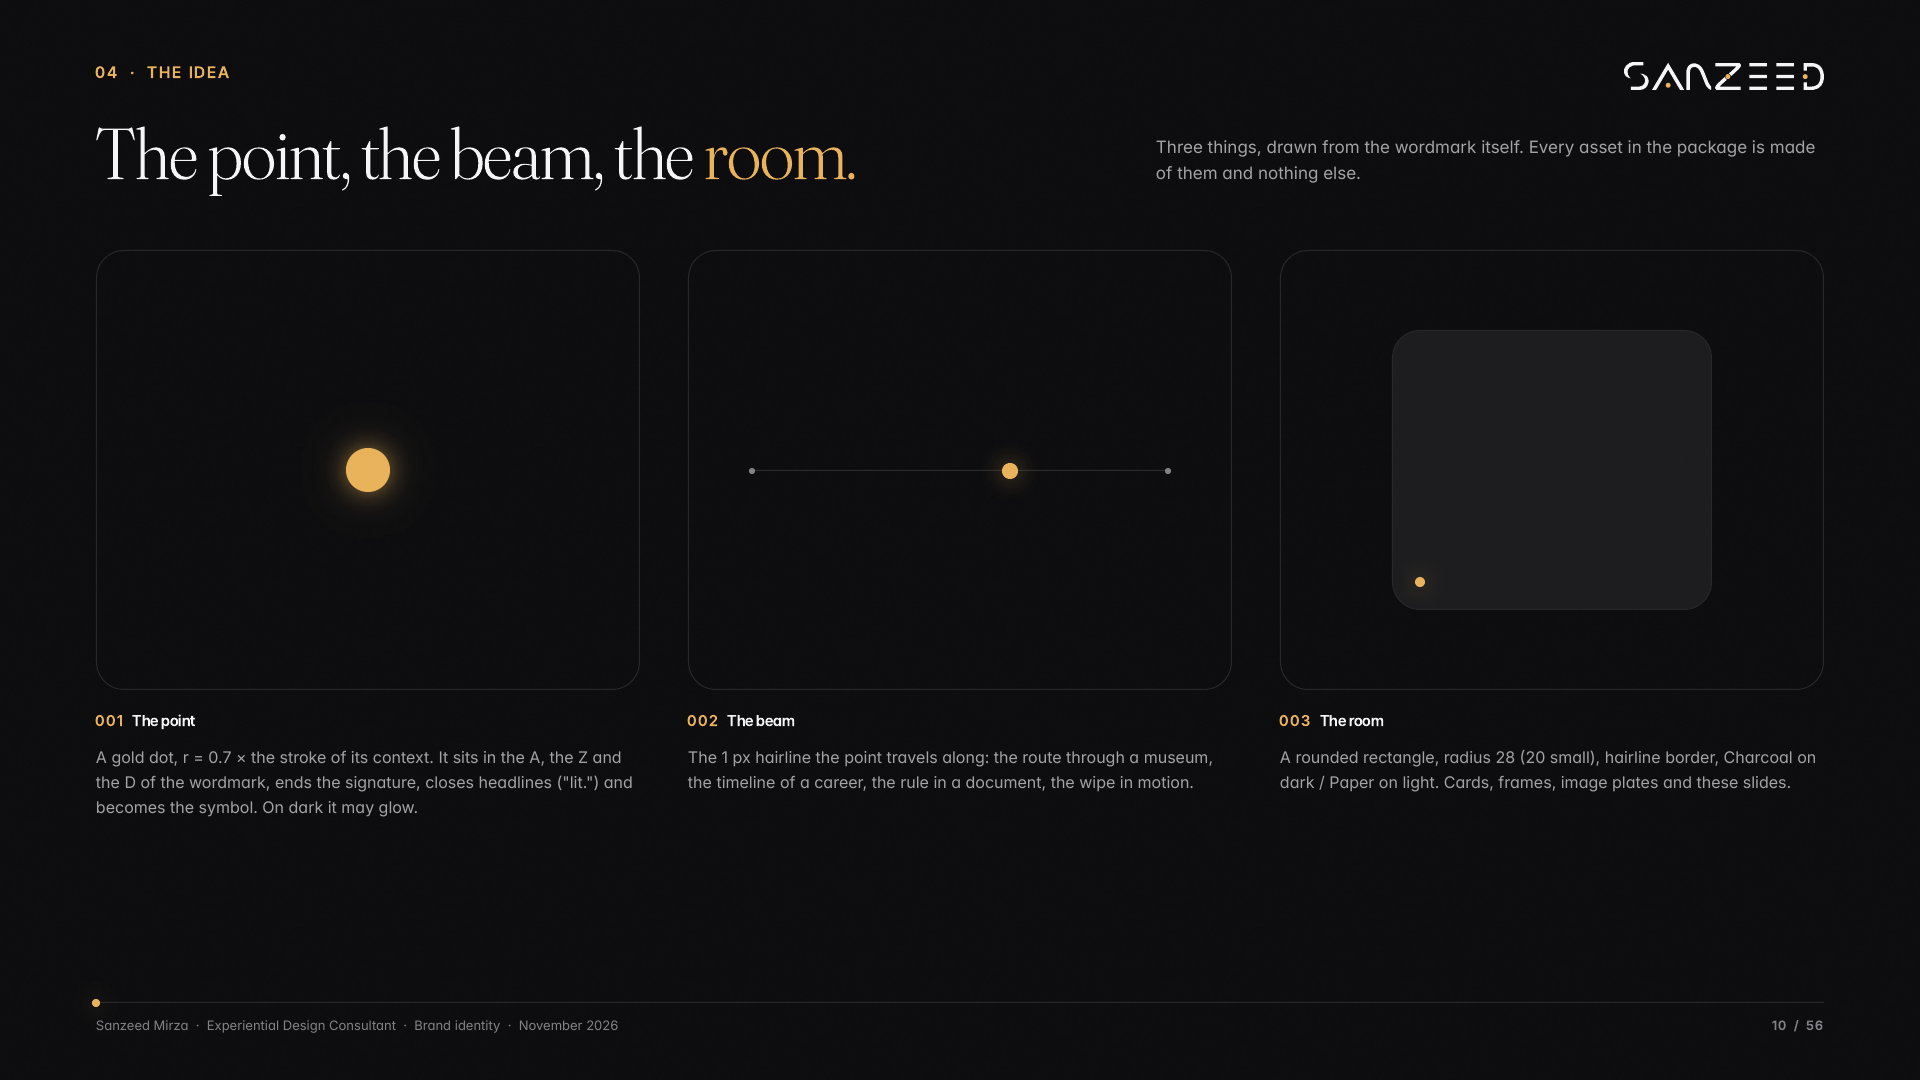 04 · THE IDEA
SANZEED
The point, the beam, the room.
Three things, drawn from the wordmark itself. Every asset in the package is made
of them and nothing else.
001 The point
A gold dot, r = 0.7 × the stroke of its context. It sits in the A, the Z and
the D of the wordmark, ends the signature, closes headlines ("lit.") and
becomes the symbol. On dark it may glow.
002 The beam
The 1 px hairline the point travels along: the route through a museum,
the timeline of a career, the rule in a document, the wipe in motion.
003 The room
A rounded rectangle, radius 28 (20 small), hairline border, Charcoal on
dark / Paper on light. Cards, frames, image plates and these slides.
Sanzeed Mirza · Experiential Design Consultant · Brand identity · November 2026
10 / 56